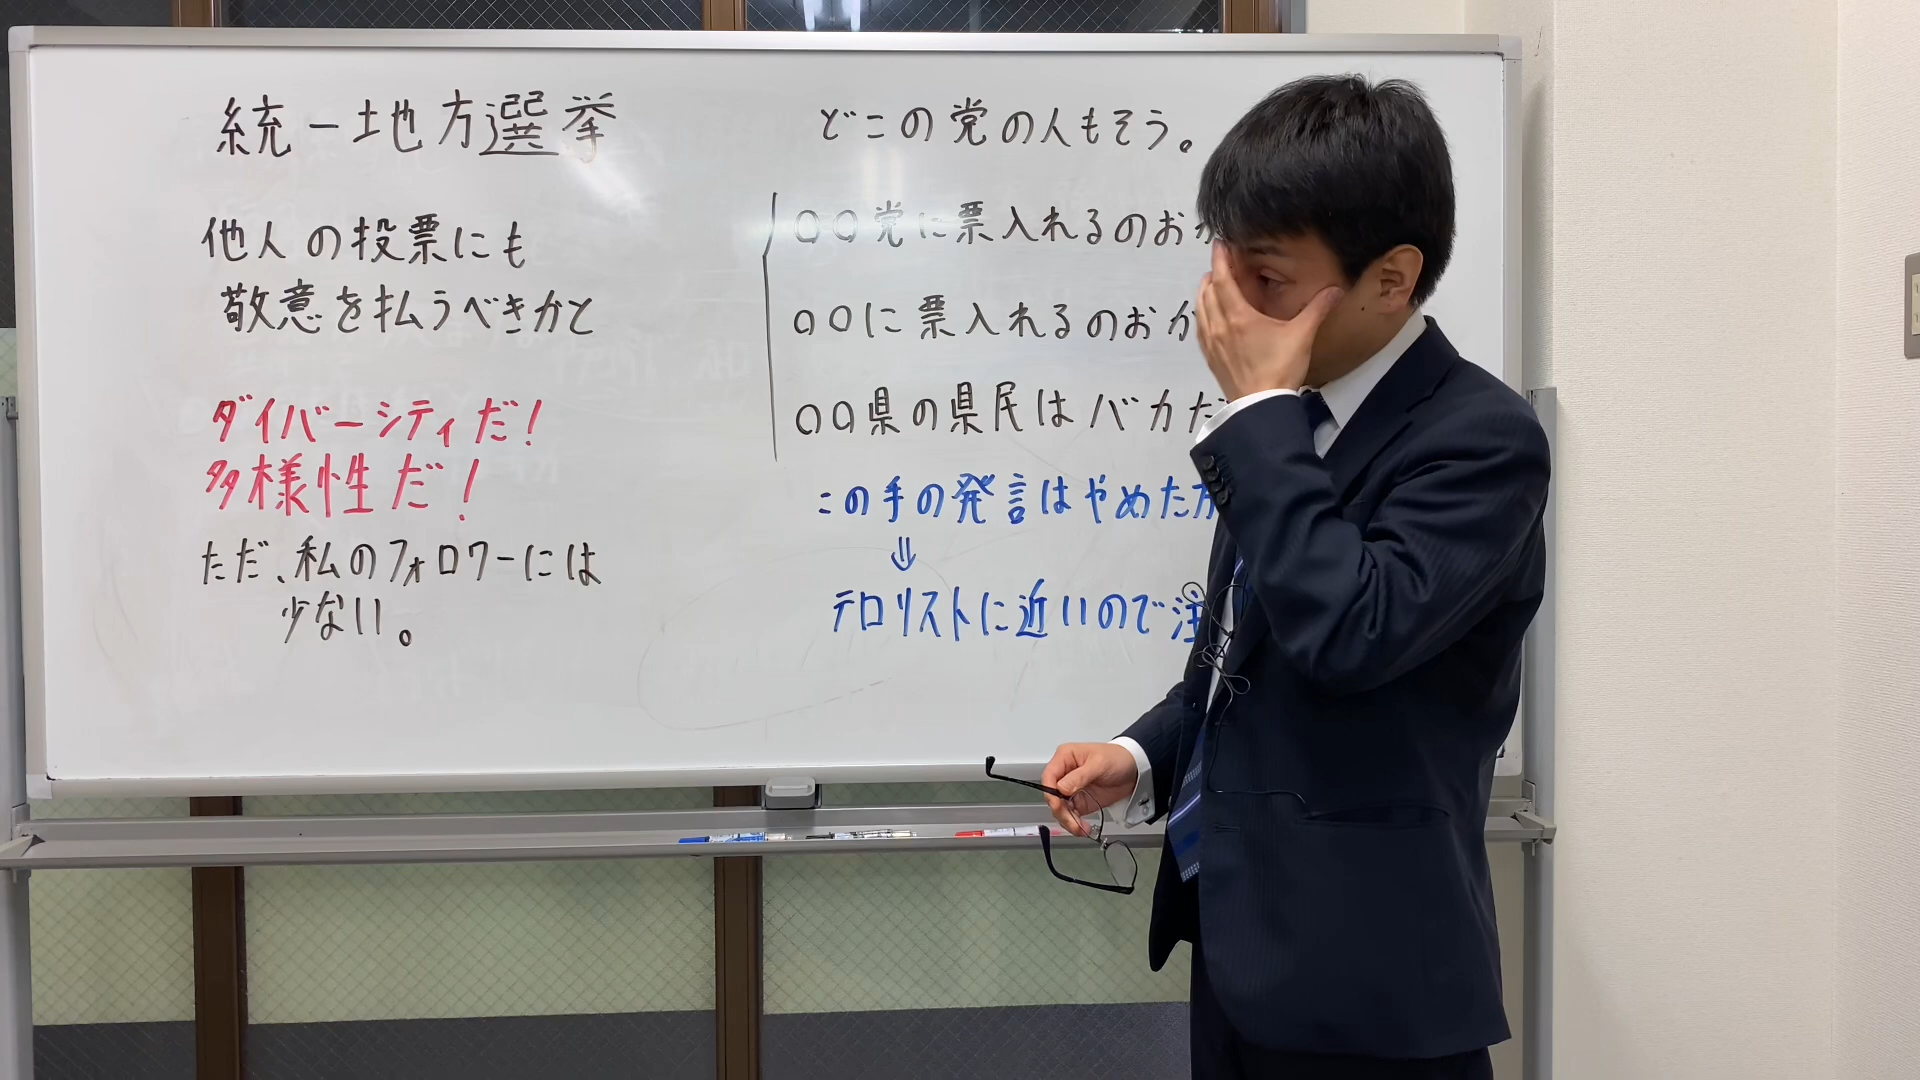 統一地方選挙
他人の投票にも
敬意を払うべきかと
ダイバーシティだ!
多様性だ!
ただ、私のフォロワーには
少ない。
どこの党の人もそう。
○○党に票入れるのおか
○○に票入れるのおか
○○県の県民はバカだ
この手の発言はやめた方
⇓
テロリストに近いので注